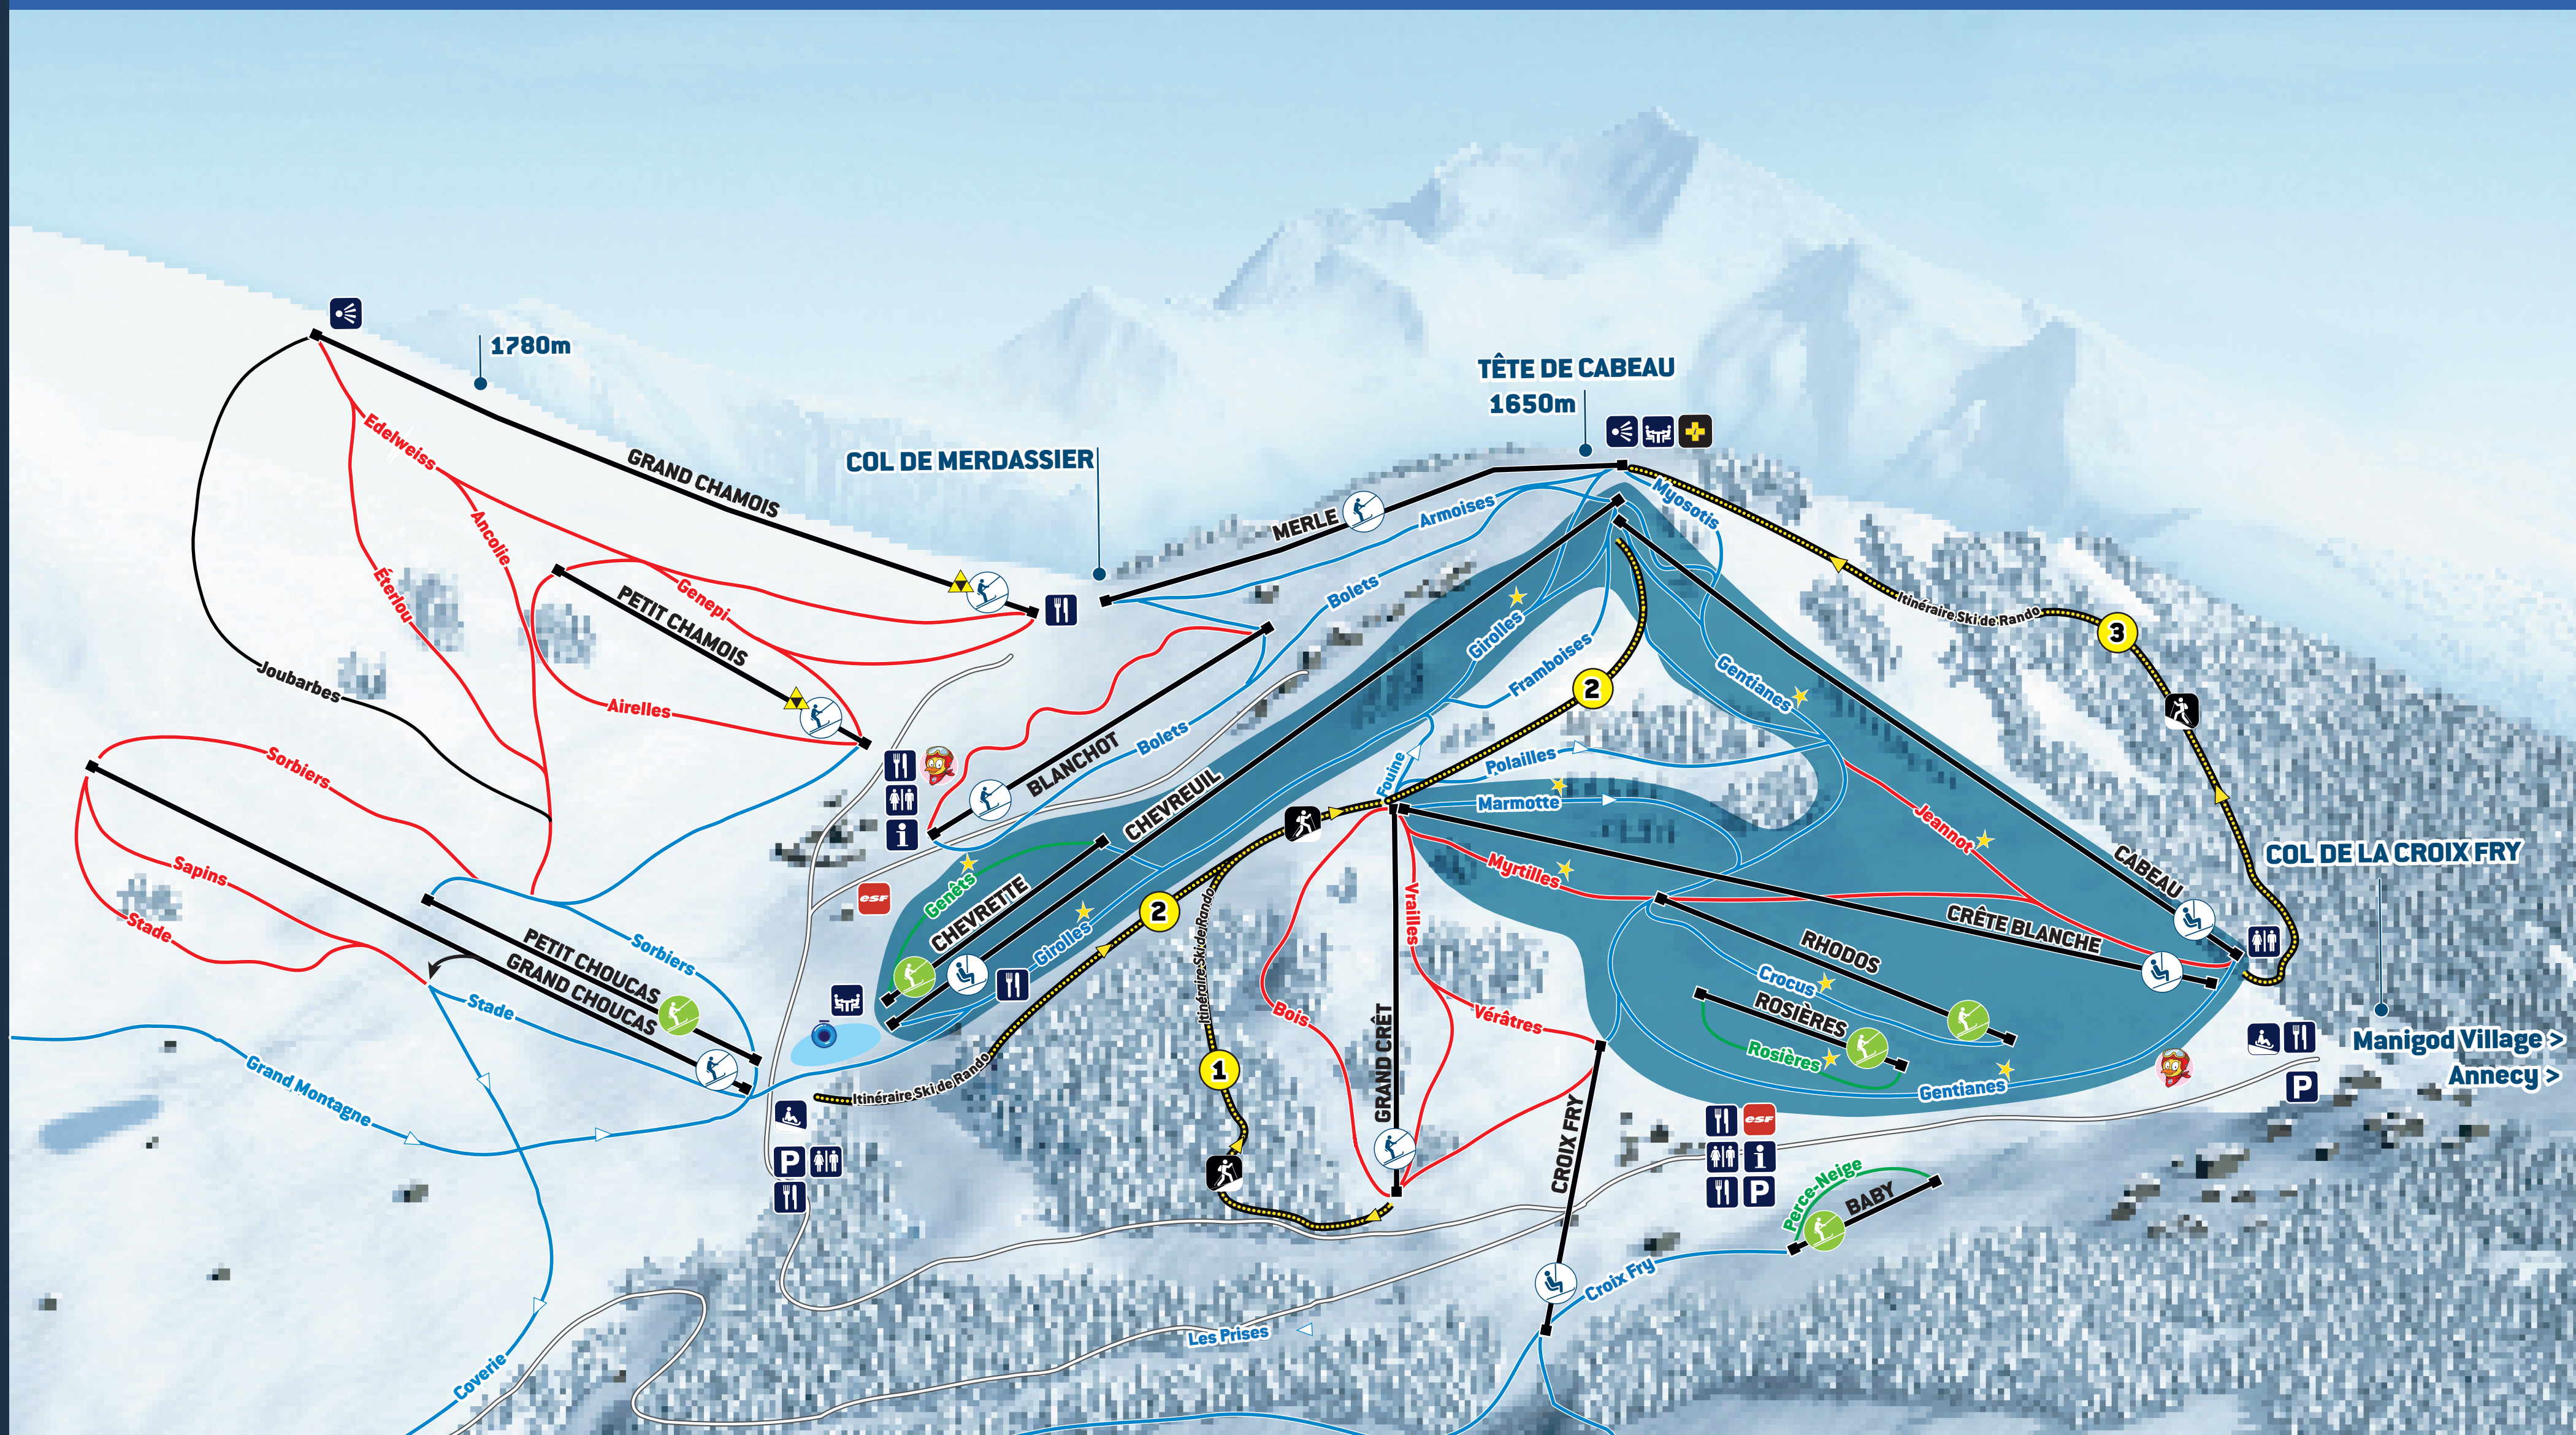 1780m
TÊTE DE CABEAU
1650m
COL DE MERDASSIER
Edelweiss
GRAND CHAMOIS
MERLE
Armoises
Myosotis
Ancolie
Éterlou
Genepi
PETIT CHAMOIS
Bolets
Girolles
Framboises
Itinéraire Ski de Rando
3
2
Gentianes
Joubarbes
Airelles
Sorbiers
Bolets
BLANCHOT
Fouine
Polailles
Marmotte
CHEVREUIL
i
Jeannot
COL DE LA CROIX FRY
Sapins
Stade
esf
Genêts
CHEVRETTE
Girolles
2
Itinéraire Ski de Rando
Myrtilles
Vrailles
CABEAU
CRÊTE BLANCHE
Sorbiers
PETIT CHOUCAS
GRAND CHOUCAS
Stade
RHODOS
Crocus
ROSIÈRES
Rosières
Bois
Vérâtres
GRAND CRÊT
1
Manigod Village >
Annecy >
P
Grand Montagne
Itinéraire Ski de Rando
Gentianes
CROIX FRY
esf
i
P
P
Perce-Neige
BABY
Croix Fry
Les Prises
Coverie